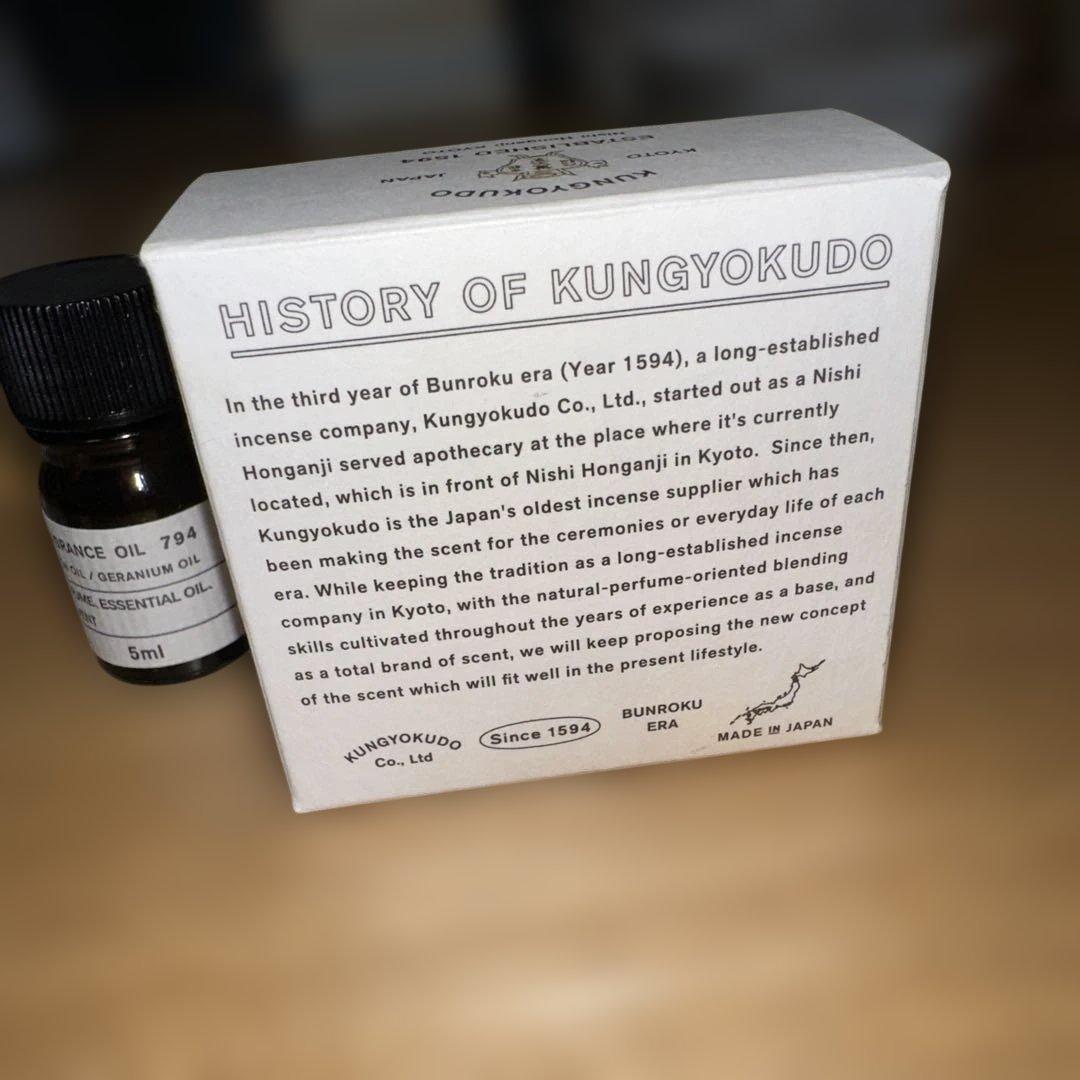 Nishi Honganji KYOTO
ESTABLISHED 1594
KYOTO
JAPAN
KUNGYOKUDO
HISTORY OF KUNGYOKUDO
In the third year of Bunroku era (Year 1594), a long-established
incense company, Kungyokudo Co., Ltd., started out as a Nishi
Honganji served apothecary at the place where it's currently
located, which is in front of Nishi Honganji in Kyoto. Since then,
Kungyokudo is the Japan's oldest incense supplier which has
been making the scent for the ceremonies or everyday life of each
era. While keeping the tradition as a long-established incense
company in Kyoto, with the natural-perfume-oriented blending
skills cultivated throughout the years of experience as a base, and
as a total brand of scent, we will keep proposing the new concept
of the scent which will fit well in the present lifestyle.
KUNGYOKUDO
Co., Ltd
Since 1594
BUNROKU
ERA
MADE IN JAPAN
OIL 794
OIL / GERANIUM OIL
ESSENTIAL OIL,
5ml